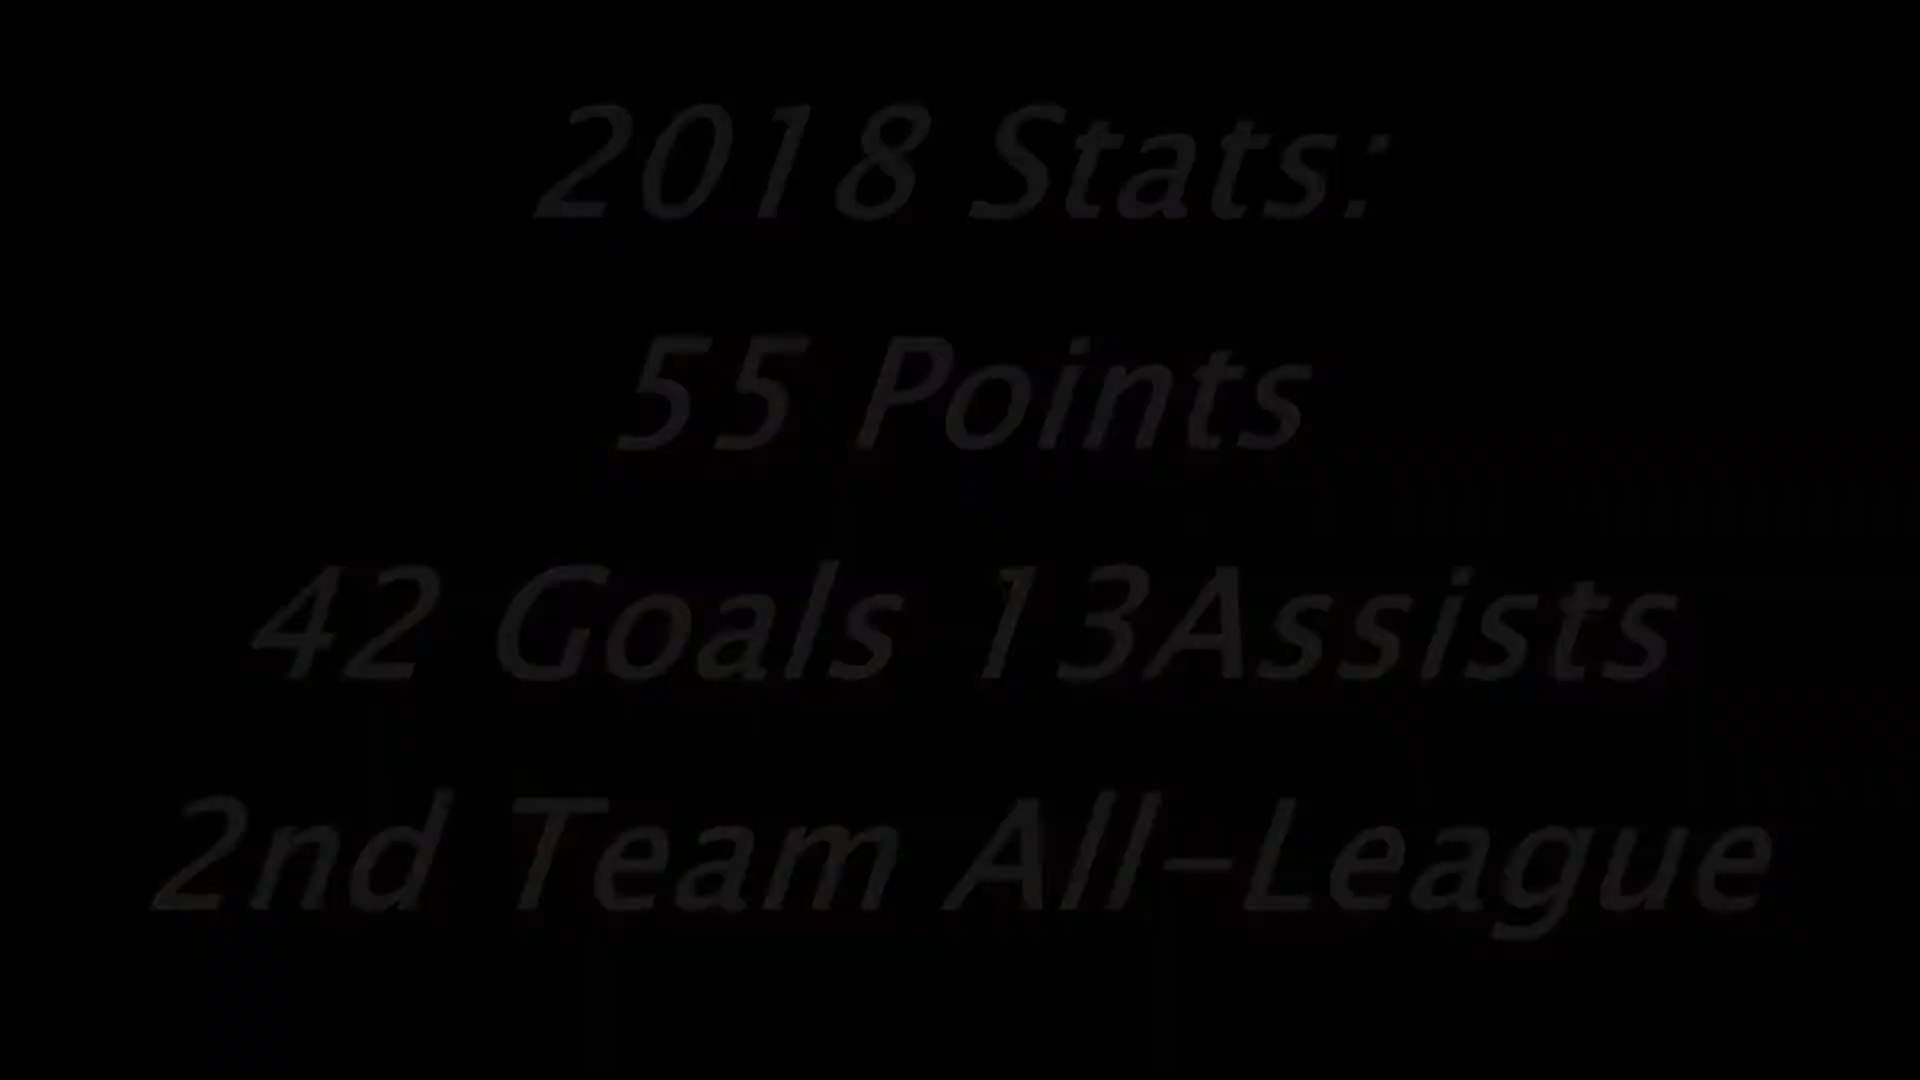 2018 Stats:
55 Points
42 Goals 13Assists
2nd Team All-League